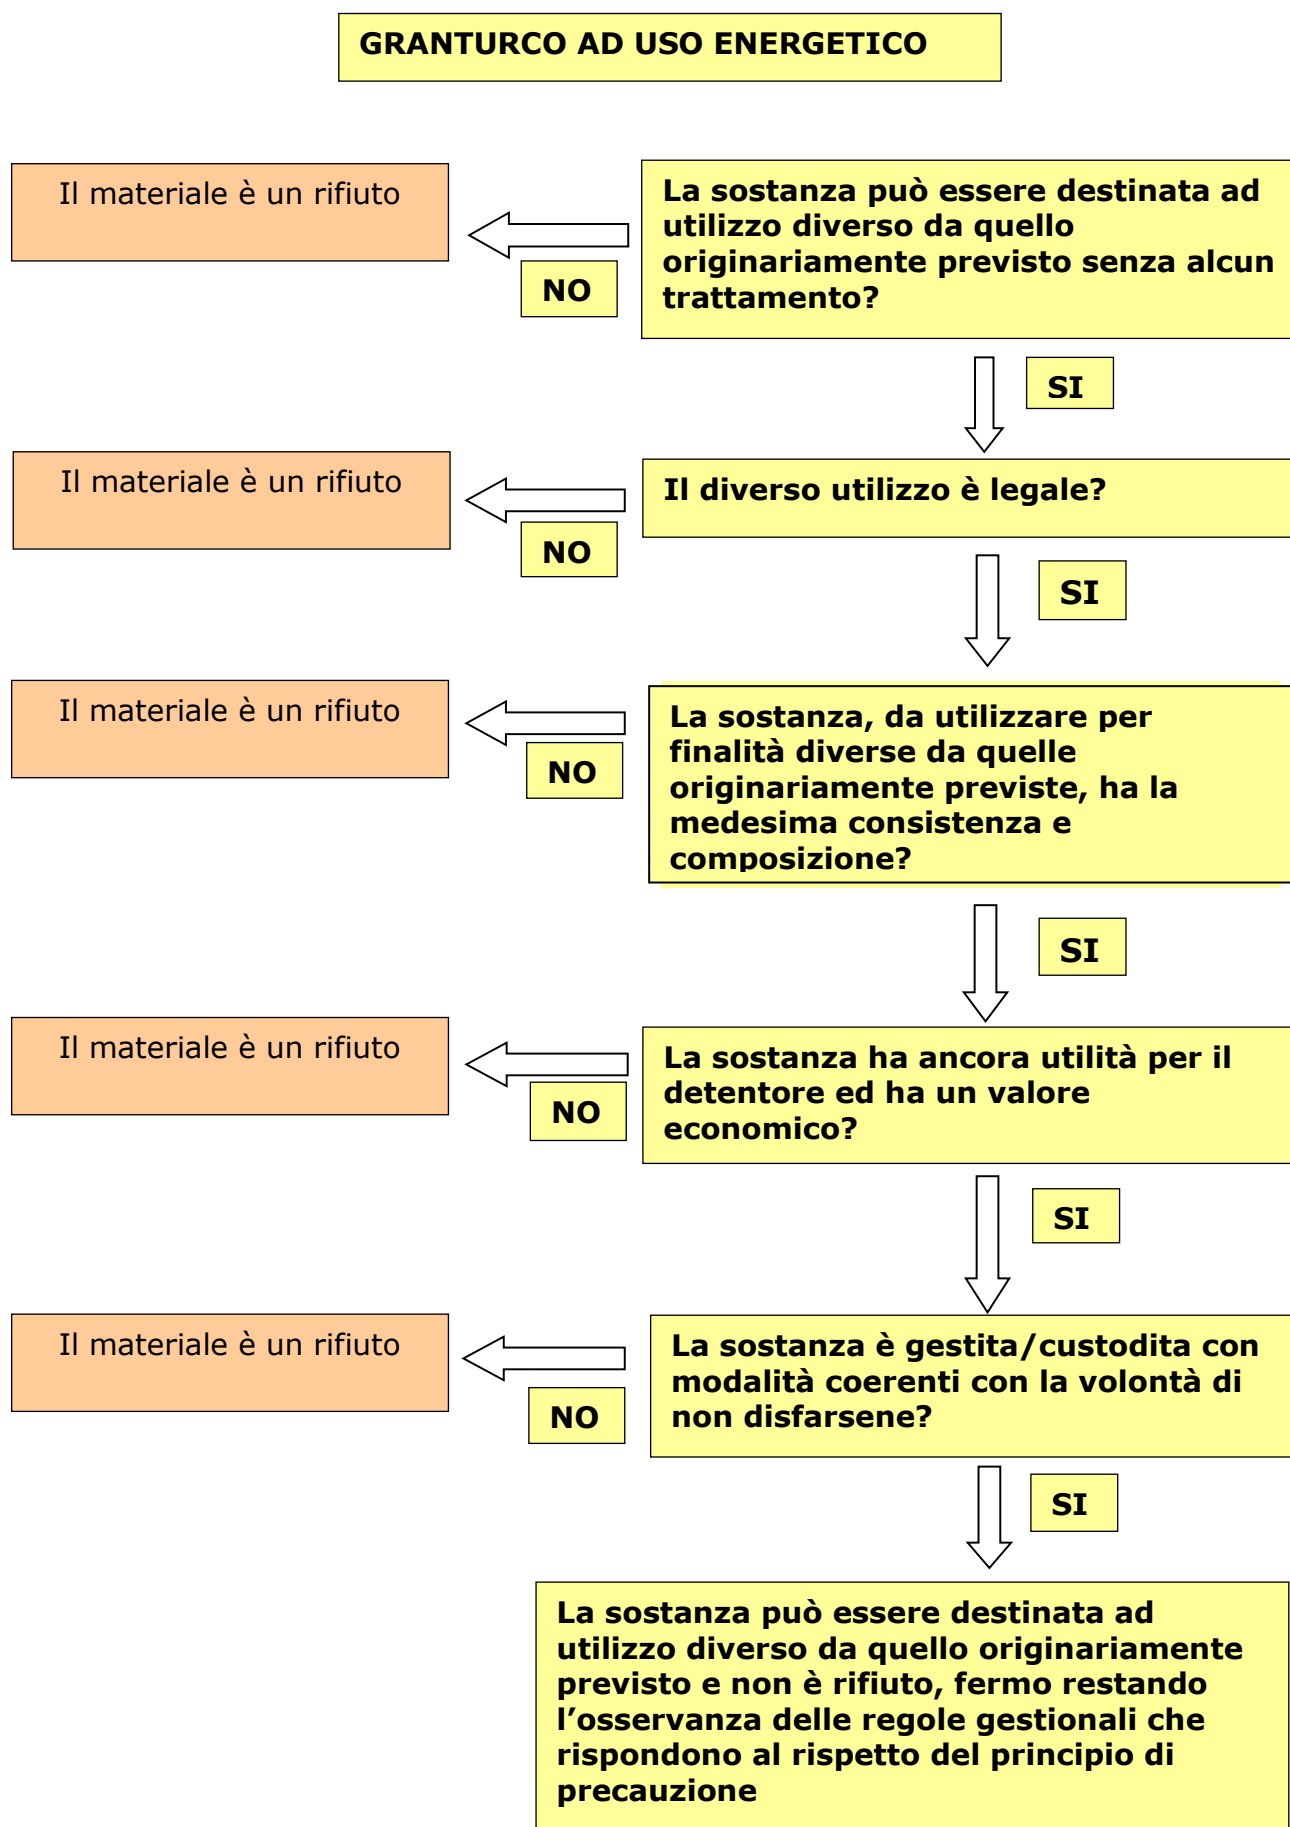 GRANTURCO AD USO ENERGETICO
Il materiale è un rifiuto
La sostanza può essere destinata ad
utilizzo diverso da quello
originariamente previsto senza alcun
trattamento?
NO
SI
Il materiale è un rifiuto
Il diverso utilizzo è legale?
NO
SI
Il materiale è un rifiuto
La sostanza, da utilizzare per
finalità diverse da quelle
originariamente previste, ha la
medesima consistenza e
composizione?
NO
SI
Il materiale è un rifiuto
La sostanza ha ancora utilità per il
detentore ed ha un valore
economico?
NO
SI
Il materiale è un rifiuto
La sostanza è gestita/custodita con
modalità coerenti con la volontà di
non disfarsene?
NO
SI
La sostanza può essere destinata ad
utilizzo diverso da quello originariamente
previsto e non è rifiuto, fermo restando
l’osservanza delle regole gestionali che
rispondono al rispetto del principio di
precauzione